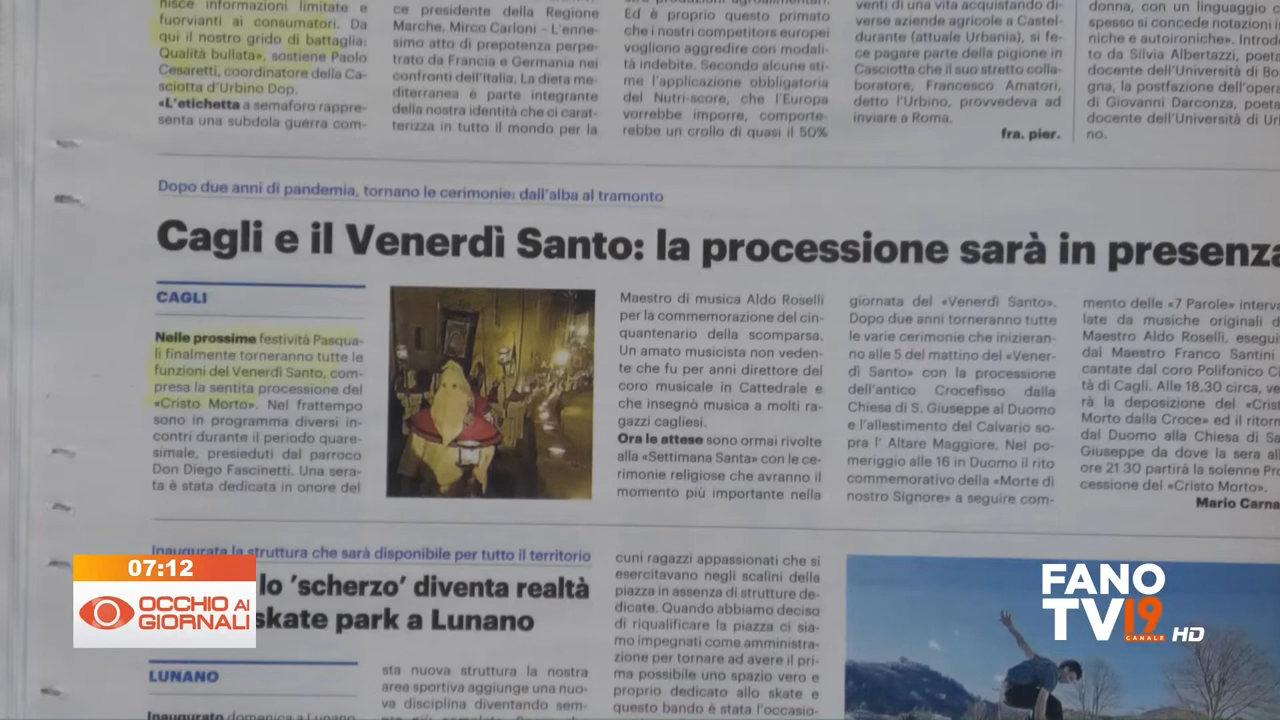 nisce informazioni limitate e
fuorvianti ai consumatori. Da
qui il nostro grido di battaglia:
Qualità bullata», sostiene Paolo
Cesaretti, coordinatore della Ca-
sciotta d'Urbino Dop.
«L'etichetta a semaforo rappre-
senta una subdola guerra com-
ce presidente della Regione
Marche, Mirco Carloni – L'enne-
simo atto di prepotenza perpe-
trato da Francia e Germania nei
confronti dell'Italia. La dieta me-
diterranea è parte integrante
della nostra identità che ci carat-
terizza in tutto il mondo per la
Ed è proprio questo primato
che i nostri competitors europei
vogliono aggredire con modali-
tà indebite. Secondo alcune sti-
me l'applicazione obbligatoria
del Nutri-score, che l'Europa
vorrebbe imporre, comporte-
rebbe un crollo di quasi il 50%
venti di una vita acquistando di-
verse aziende agricole a Castel-
durante (attuale Urbania), si fe-
ce pagare parte della pigione in
Casciotta che il suo stretto colla-
boratore, Francesco Amatori,
detto l'Urbino, provvedeva ad
inviare a Roma.
fra. pier.
donna, con un linguaggio
spesso si concede notazioni
niche e autoironiche». Introd
to da Silvia Albertazzi, poeta
docente dell'Università di Bo
gna, la postfazione dell'opera
di Giovanni Darconza, poeta
docente dell'Università di Ur
no.
Dopo due anni di pandemia, tornano le cerimonie: dall'alba al tramonto
Cagli e il Venerdì Santo: la processione sarà in presenza
CAGLI
Nelle prossime festività Pasqua-
li finalmente torneranno tutte le
funzioni del Venerdì Santo, com-
presa la sentita processione del
«Cristo Morto». Nel frattempo
sono in programma diversi in-
contri durante il periodo quare-
simale, presieduti dal parroco
Don Diego Fascinetti. Una sera-
ta è stata dedicata in onore del
Maestro di musica Aldo Roselli
per la commemorazione del cin-
quantenario della scomparsa.
Un amato musicista non veden-
te che fu per anni direttore del
coro musicale in Cattedrale e
che insegnò musica a molti ra-
gazzi cagliesi.
Ora le attese sono ormai rivolte
alla «Settimana Santa» con le ce-
rimonie religiose che avranno il
momento più importante nella
giornata del «Venerdì Santo».
Dopo due anni torneranno tutte
le varie cerimonie che inizieran-
no alle 5 del mattino del «Vener-
dì Santo» con la processione
dell'antico Crocefisso dalla
Chiesa di S. Giuseppe al Duomo
e l'allestimento del Calvario so-
pra l' Altare Maggiore. Nel po-
meriggio alle 16 in Duomo il rito
commemorativo della «Morte di
nostro Signore» a seguire com-
mento delle «7 Parole» interva
late da musiche originali d
Maestro Aldo Roselli, esegui
dal Maestro Franco Santini
cantate dal coro Polifonico Ci
tà di Cagli. Alle 18.30 circa, ve
rà la deposizione del «Cris
Morto dalla Croce» ed il ritor
dal Duomo alla Chiesa di Sa
Giuseppe da dove la sera al
ore 21 30 partirà la solenne Pro
cessione del «Cristo Morto».
Mario Carna
Inaugurata la struttura che sarà disponibile per tutto il territorio
lo 'scherzo' diventa realtà
skate park a Lunano
LUNANO
Inaugurato domenica a Lunano
sta nuova struttura la nostra
area sportiva aggiunge una nuo-
va disciplina diventando sem-
cuni ragazzi appassionati che si
esercitavano negli scalini della
piazza in assenza di strutture de-
dicate. Quando abbiamo deciso
di riqualificare la piazza ci sia-
mo impegnati come amministra-
zione per tornare ad avere il pri-
ma possibile uno spazio vero e
proprio dedicato allo skate e
questo bando è stata l'occasio-
07:12
OCCHIO AI
GIORNALI
FANO
TV19
CANALE
HD